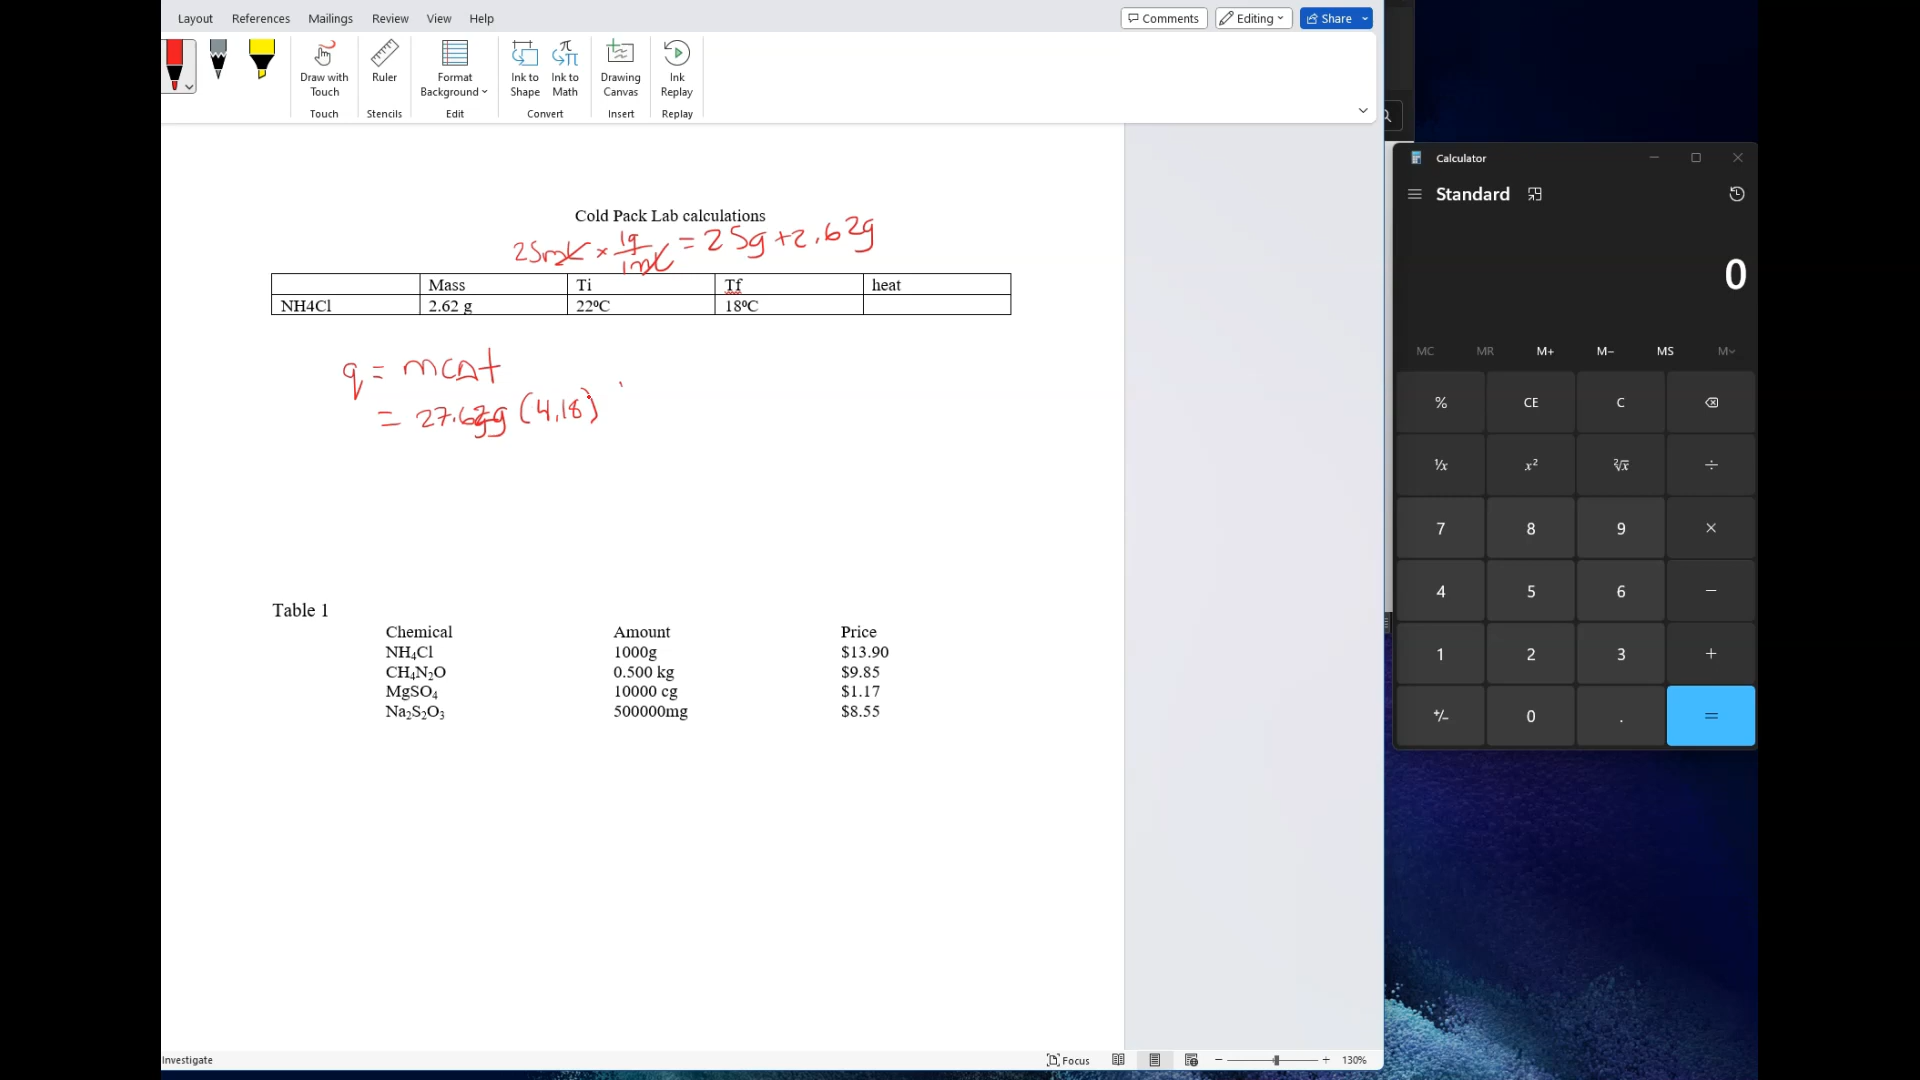 Layout References Mailings Review View Help Comments Editing Share
Draw with Touch Ruler Format Background Ink to Shape Ink to Math Drawing Canvas Ink Replay
Touch Stencils Edit Convert Insert Replay
Cold Pack Lab calculations
25mL × 1g/1mL = 25g + 2.62g
Mass Ti Tf heat
NH4Cl 2.62 g 22⁰C 18⁰C
q = mcΔt
= 27.62g (4.18)
Table 1
Chemical Amount Price
NH₄Cl 1000g $13.90
CH₄N₂O 0.500 kg $9.85
MgSO₄ 10000 cg $1.17
Na₂S₂O₃ 500000mg $8.55
Investigate Focus 130%
Calculator
Standard
0
MC MR M+ M− MS M˅
% CE C
⅟x x² ²√x ÷
7 8 9 ×
4 5 6 −
1 2 3 +
+/− 0 . =